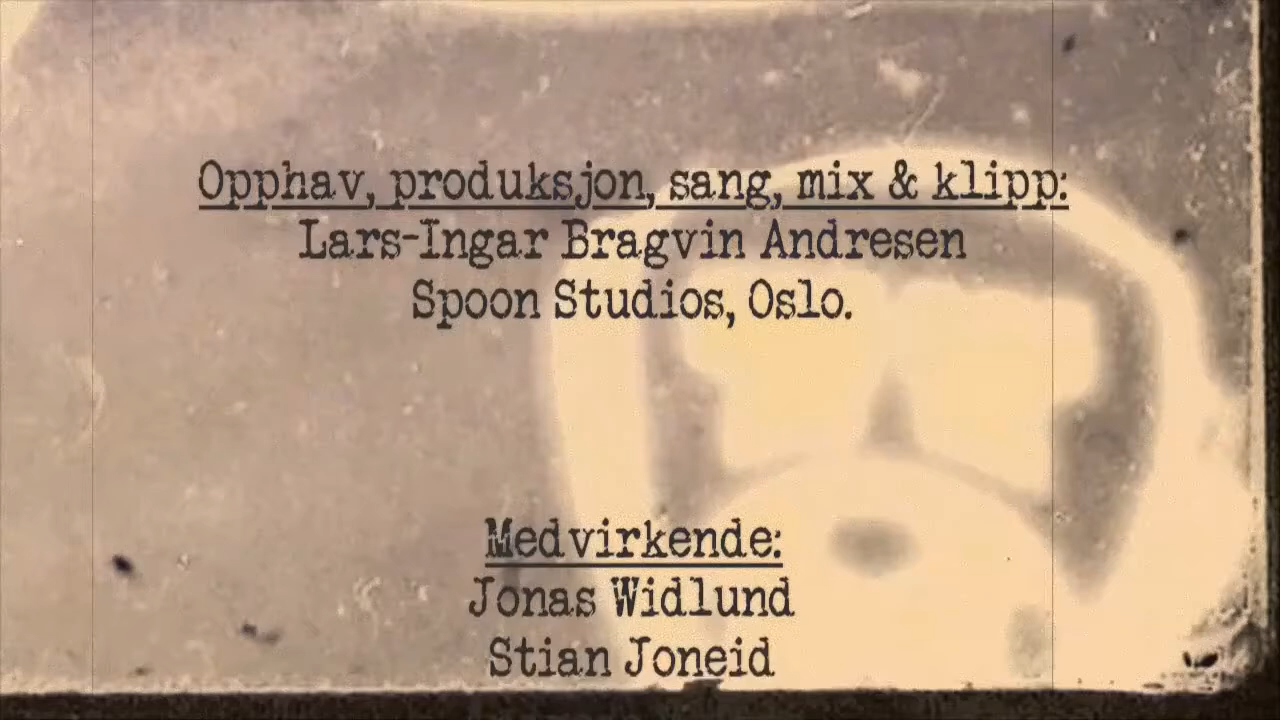 Opphav, produksjon, sang, mix & klipp:
Lars-Ingar Bragvin Andresen
Spoon Studios, Oslo.
Medvirkende:
Jonas Widlund
Stian Joneid